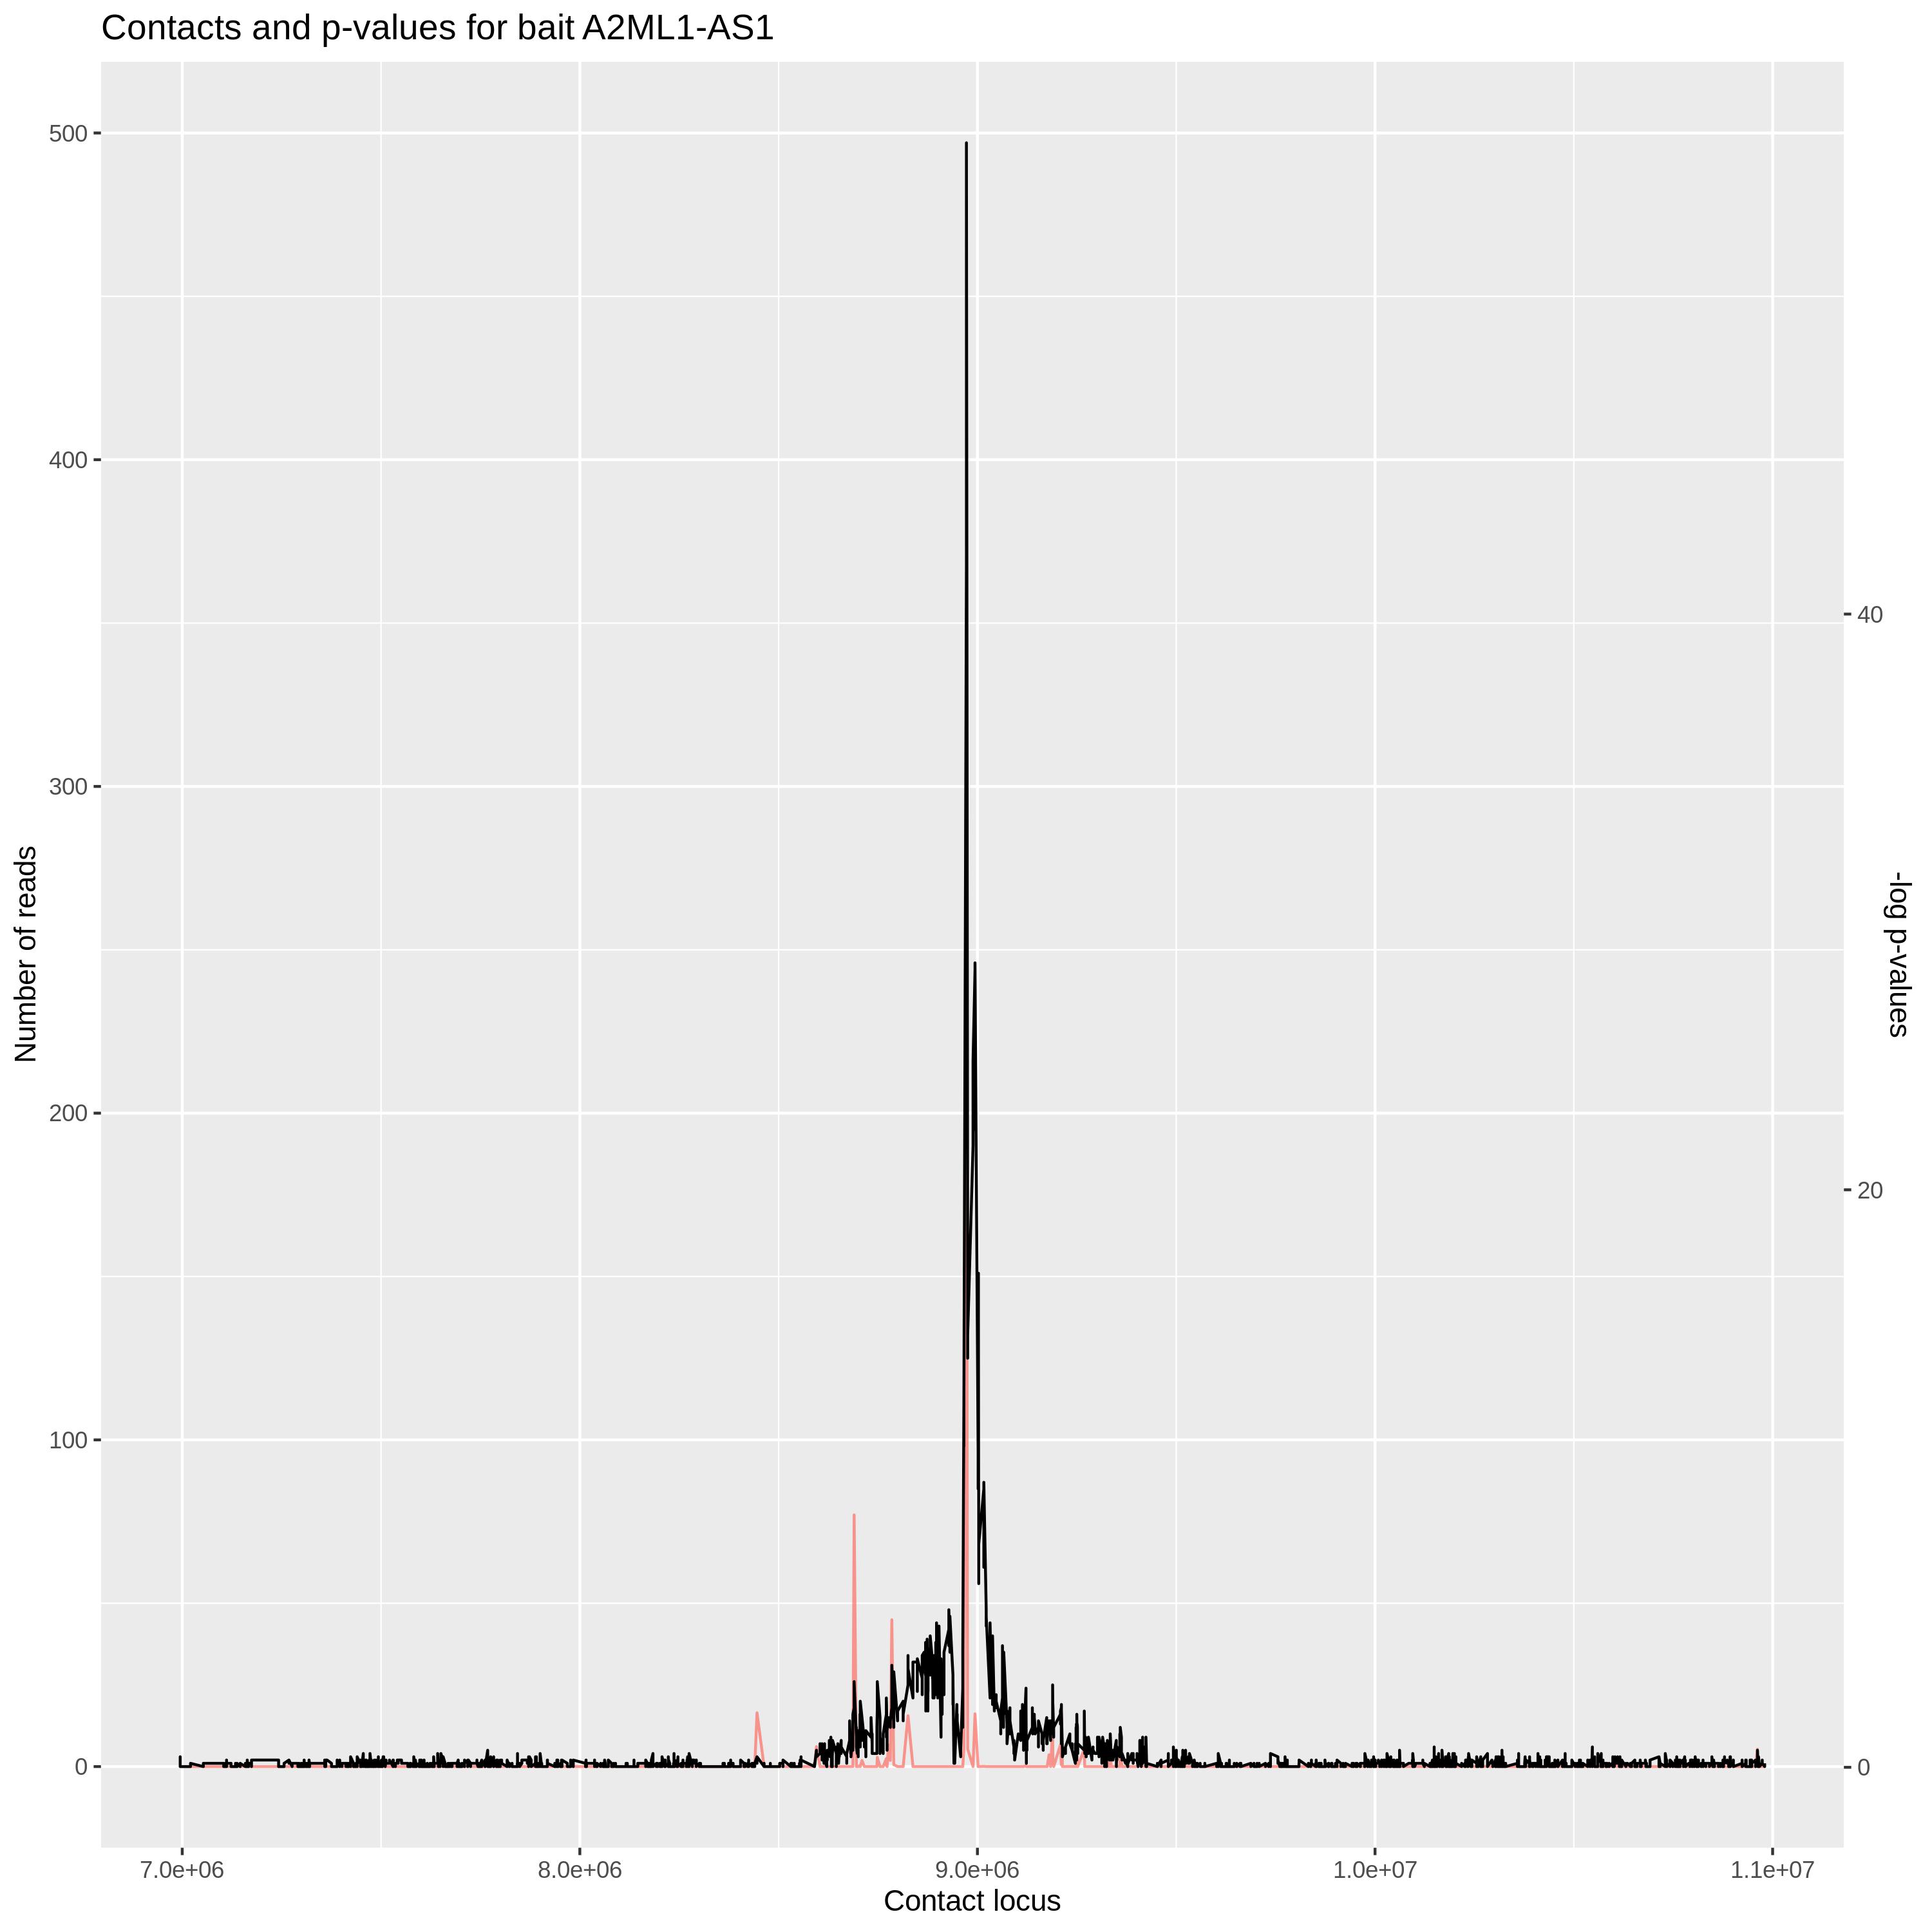 Contacts and p-values for bait A2ML1-AS1
500
400
300
200
100
0
Number of reads
40
20
0
-log p-values
7.0e+06
8.0e+06
9.0e+06
1.0e+07
1.1e+07
Contact locus